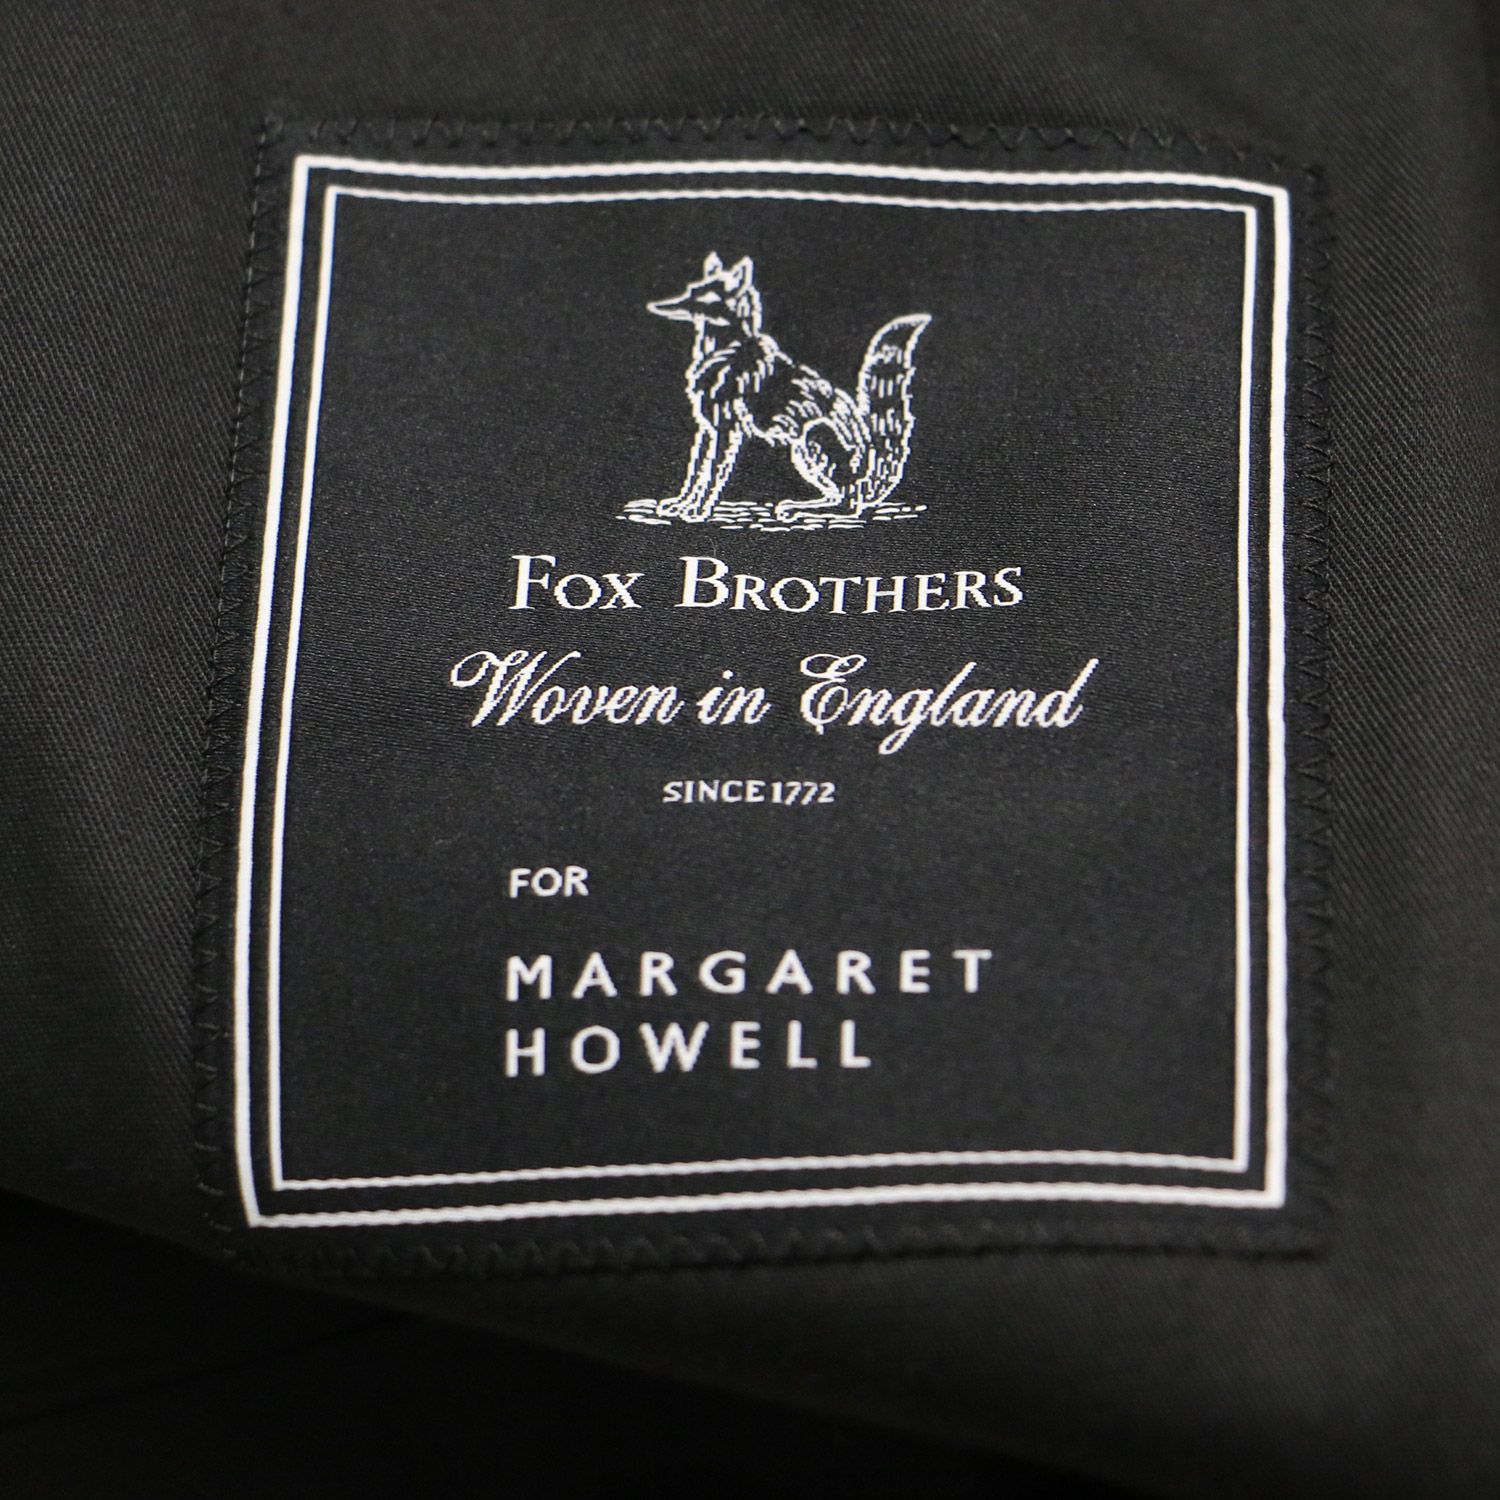 FOX BROTHERS
Woven in England
SINCE 1772
FOR
MARGARET
HOWELL